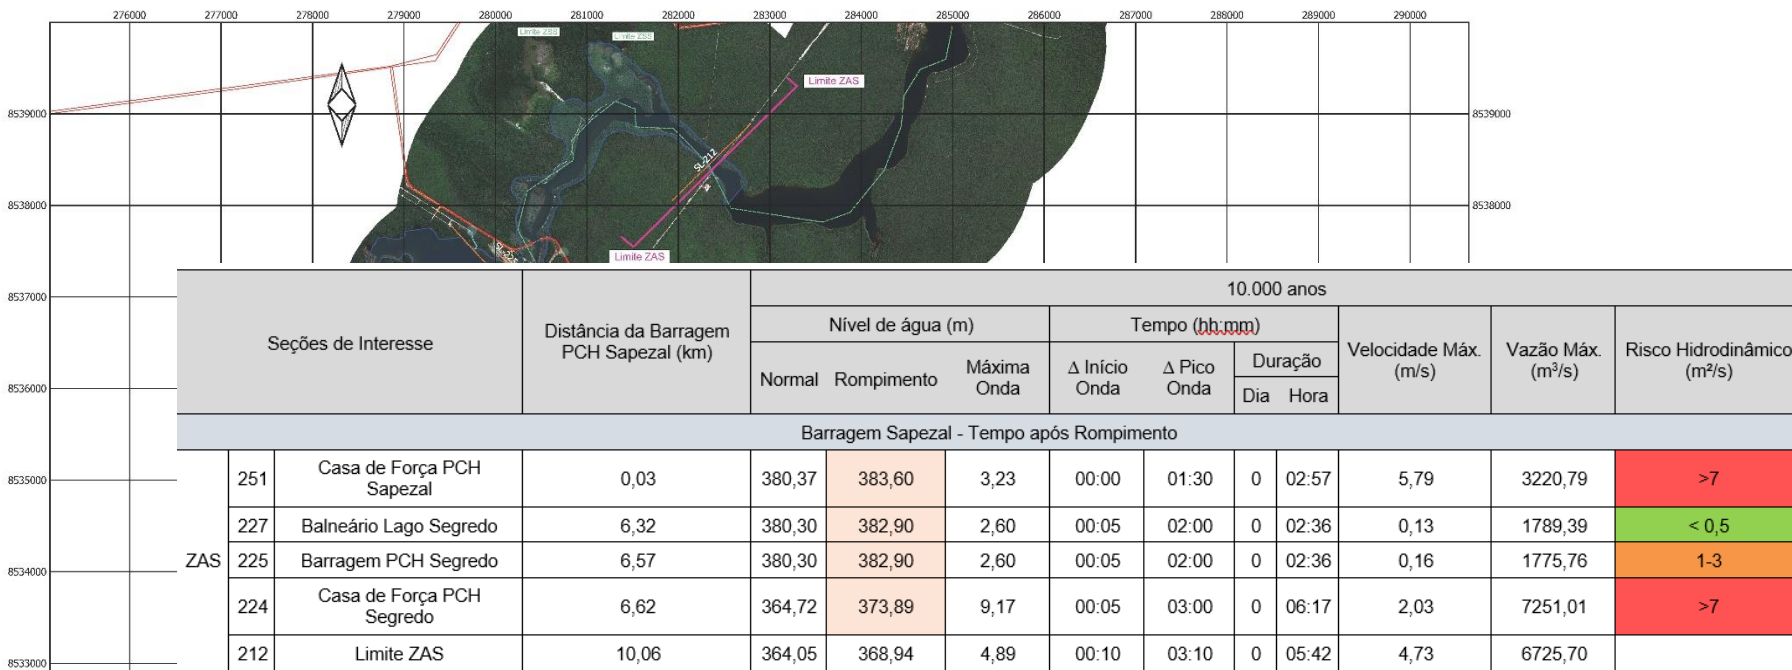 276000 277000 278000 279000 280000 281000 282000 283000 284000 285000 286000 287000 288000 289000 290000
Limite ZSS
Limite ZSS
Limite ZAS
8539000
8539000
SL-212
8538000
8538000
Limite ZAS
8537000
8536000
8535000
8534000
8533000
Seções de Interesse
Distância da Barragem
PCH Sapezal (km)
10.000 anos
Nível de água (m)
Tempo (hh:mm)
Velocidade Máx.
(m/s)
Vazão Máx.
(m³/s)
Risco Hidrodinâmico
(m²/s)
Normal Rompimento
Máxima
Onda
Δ Início
Onda
Δ Pico
Onda
Duração
Dia Hora
Barragem Sapezal - Tempo após Rompimento
ZAS
251 Casa de Força PCH
Sapezal
0,03 380,37 383,60 3,23 00:00 01:30 0 02:57 5,79 3220,79 >7
227 Balneário Lago Segredo 6,32 380,30 382,90 2,60 00:05 02:00 0 02:36 0,13 1789,39 < 0,5
225 Barragem PCH Segredo 6,57 380,30 382,90 2,60 00:05 02:00 0 02:36 0,16 1775,76 1-3
224 Casa de Força PCH
Segredo
6,62 364,72 373,89 9,17 00:05 03:00 0 06:17 2,03 7251,01 >7
212 Limite ZAS 10,06 364,05 368,94 4,89 00:10 03:10 0 05:42 4,73 6725,70